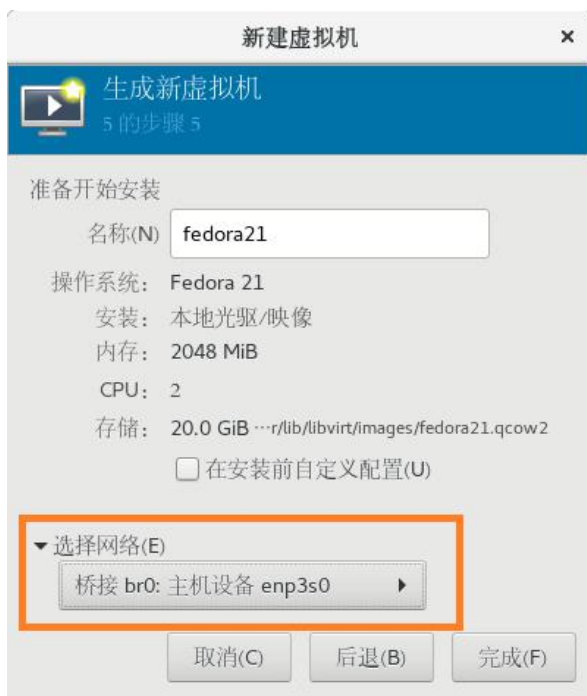 新建虚拟机 ×
生成新虚拟机
5 的步骤 5
准备开始安装
名称(N) fedora21
操作系统: Fedora 21
安装: 本地光驱/映像
内存: 2048 MiB
CPU: 2
存储: 20.0 GiB ···r/lib/libvirt/images/fedora21.qcow2
在安装前自定义配置(U)
选择网络(E)
桥接 br0: 主机设备 enp3s0
取消(C) 后退(B) 完成(F)